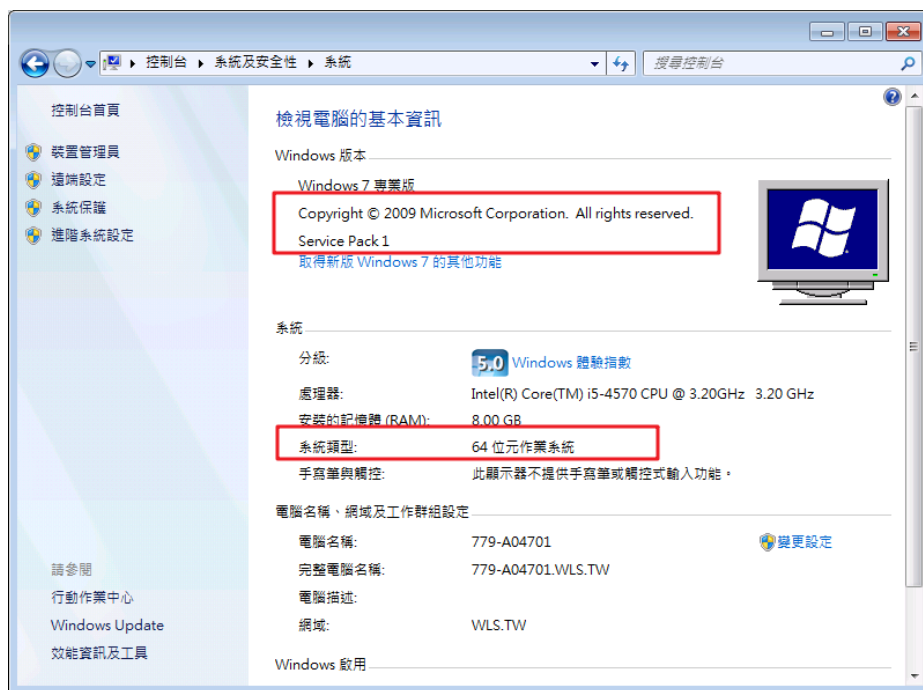 控制台 ▸ 系統及安全性 ▸ 系統
搜尋控制台
控制台首頁
裝置管理員
遠端設定
系統保護
進階系統設定
請參閱
行動作業中心
Windows Update
效能資訊及工具
檢視電腦的基本資訊
Windows 版本
Windows 7 專業版
Copyright © 2009 Microsoft Corporation. All rights reserved.
Service Pack 1
取得新版 Windows 7 的其他功能
系統
分級: 5.0 Windows 體驗指數
處理器: Intel(R) Core(TM) i5-4570 CPU @ 3.20GHz 3.20 GHz
安裝的記憶體 (RAM): 8.00 GB
系統類型: 64 位元作業系統
手寫筆與觸控: 此顯示器不提供手寫筆或觸控式輸入功能。
電腦名稱、網域及工作群組設定
電腦名稱: 779-A04701 變更設定
完整電腦名稱: 779-A04701.WLS.TW
電腦描述:
網域: WLS.TW
Windows 啟用